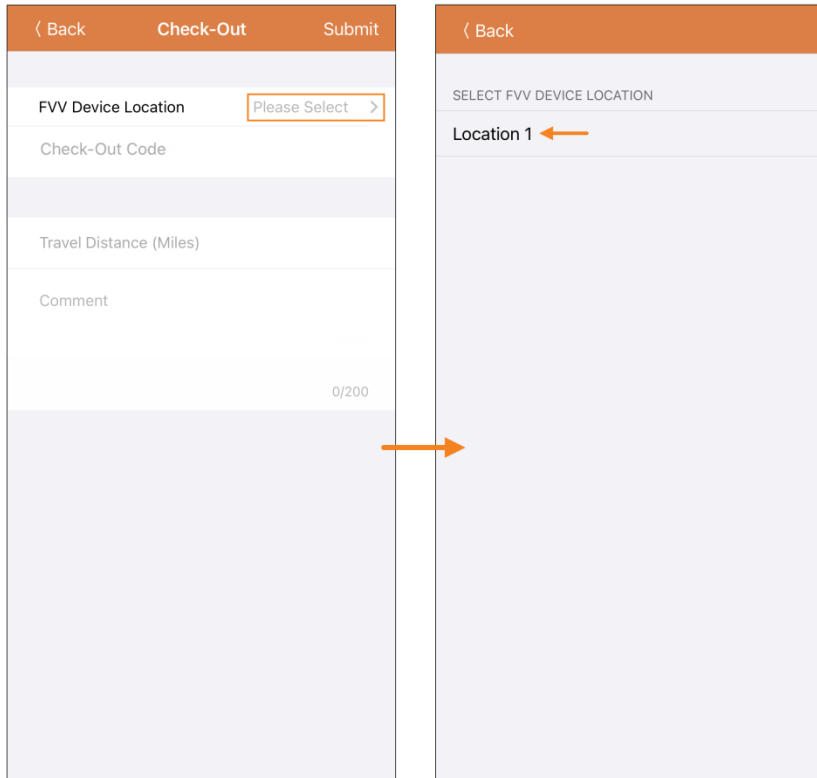 Back Check-Out Submit
FVV Device Location Please Select
Check-Out Code
Travel Distance (Miles)
Comment
0/200
Back
SELECT FVV DEVICE LOCATION
Location 1